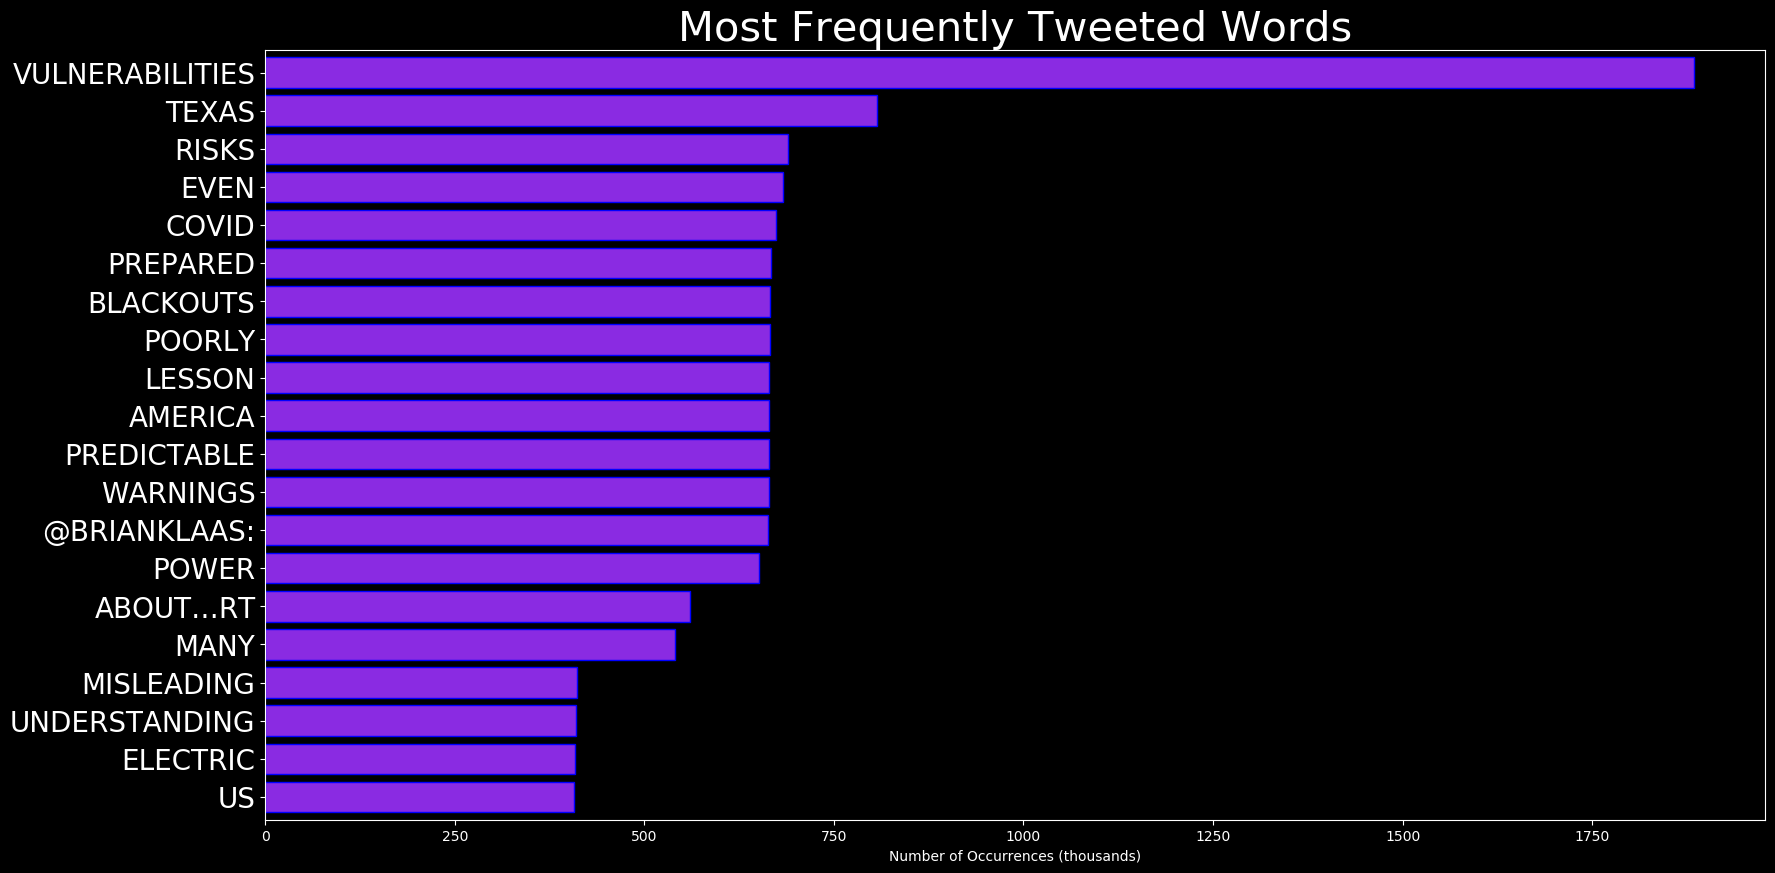 Most Frequently Tweeted Words
VULNERABILITIES
TEXAS
RISKS
EVEN
COVID
PREPARED
BLACKOUTS
POORLY
LESSON
AMERICA
PREDICTABLE
WARNINGS
@BRIANKLAAS:
POWER
ABOUT…RT
MANY
MISLEADING
UNDERSTANDING
ELECTRIC
US
0 250 500 750 1000 1250 1500 1750
Number of Occurrences (thousands)